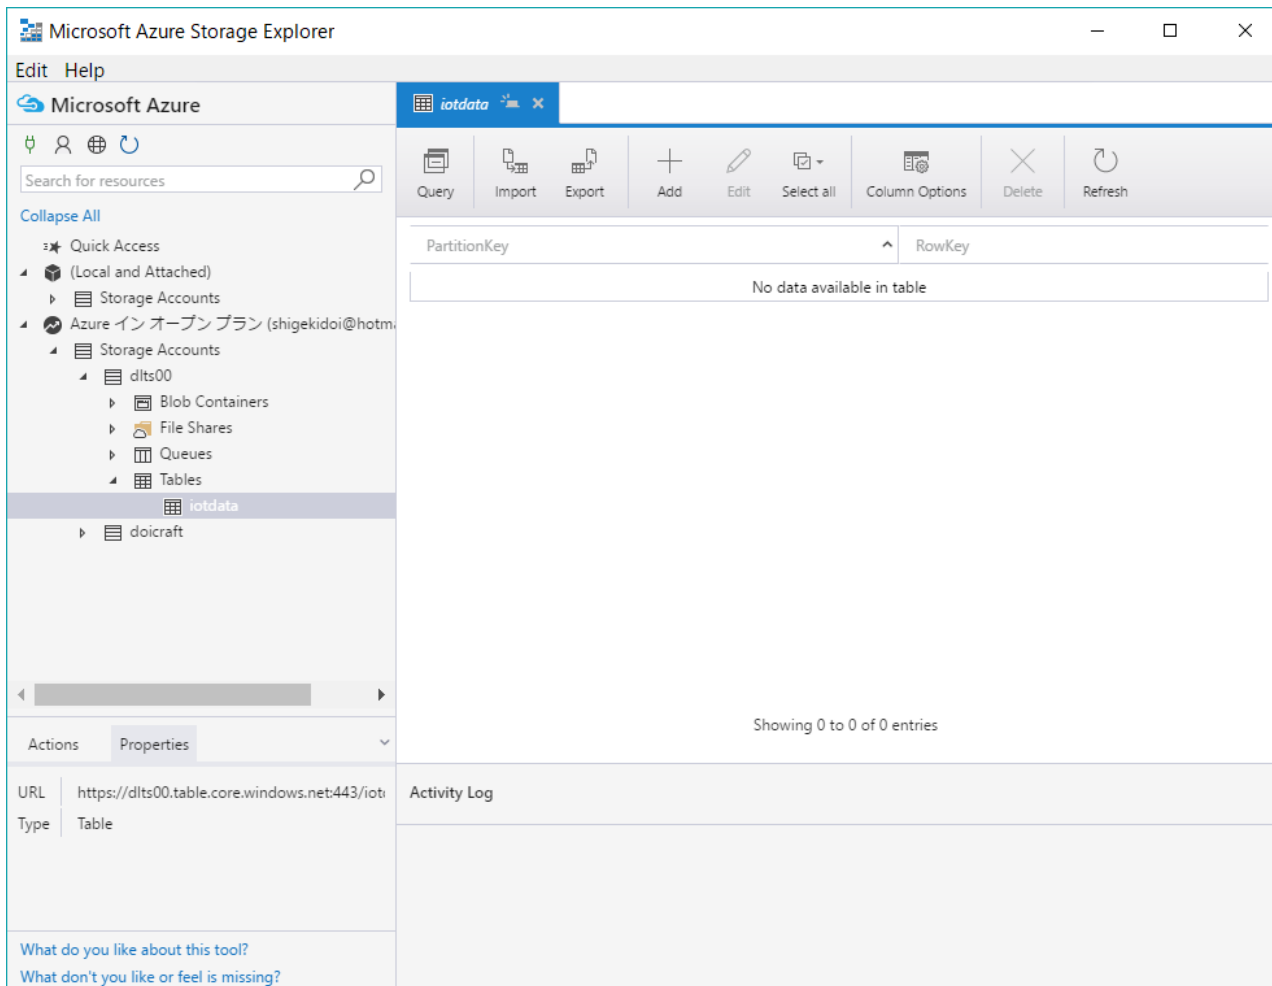 Microsoft Azure Storage Explorer
Edit Help
Microsoft Azure
Search for resources
Collapse All
Quick Access
(Local and Attached)
Storage Accounts
Azure イン オープン プラン (shigekidoi@hotm
Storage Accounts
dlts00
Blob Containers
File Shares
Queues
Tables
iotdata
doicraft
Actions Properties
URL https://dlts00.table.core.windows.net:443/iot
Type Table
What do you like about this tool?
What don't you like or feel is missing?
iotdata
Query Import Export Add Edit Select all Column Options Delete Refresh
PartitionKey RowKey
No data available in table
Showing 0 to 0 of 0 entries
Activity Log